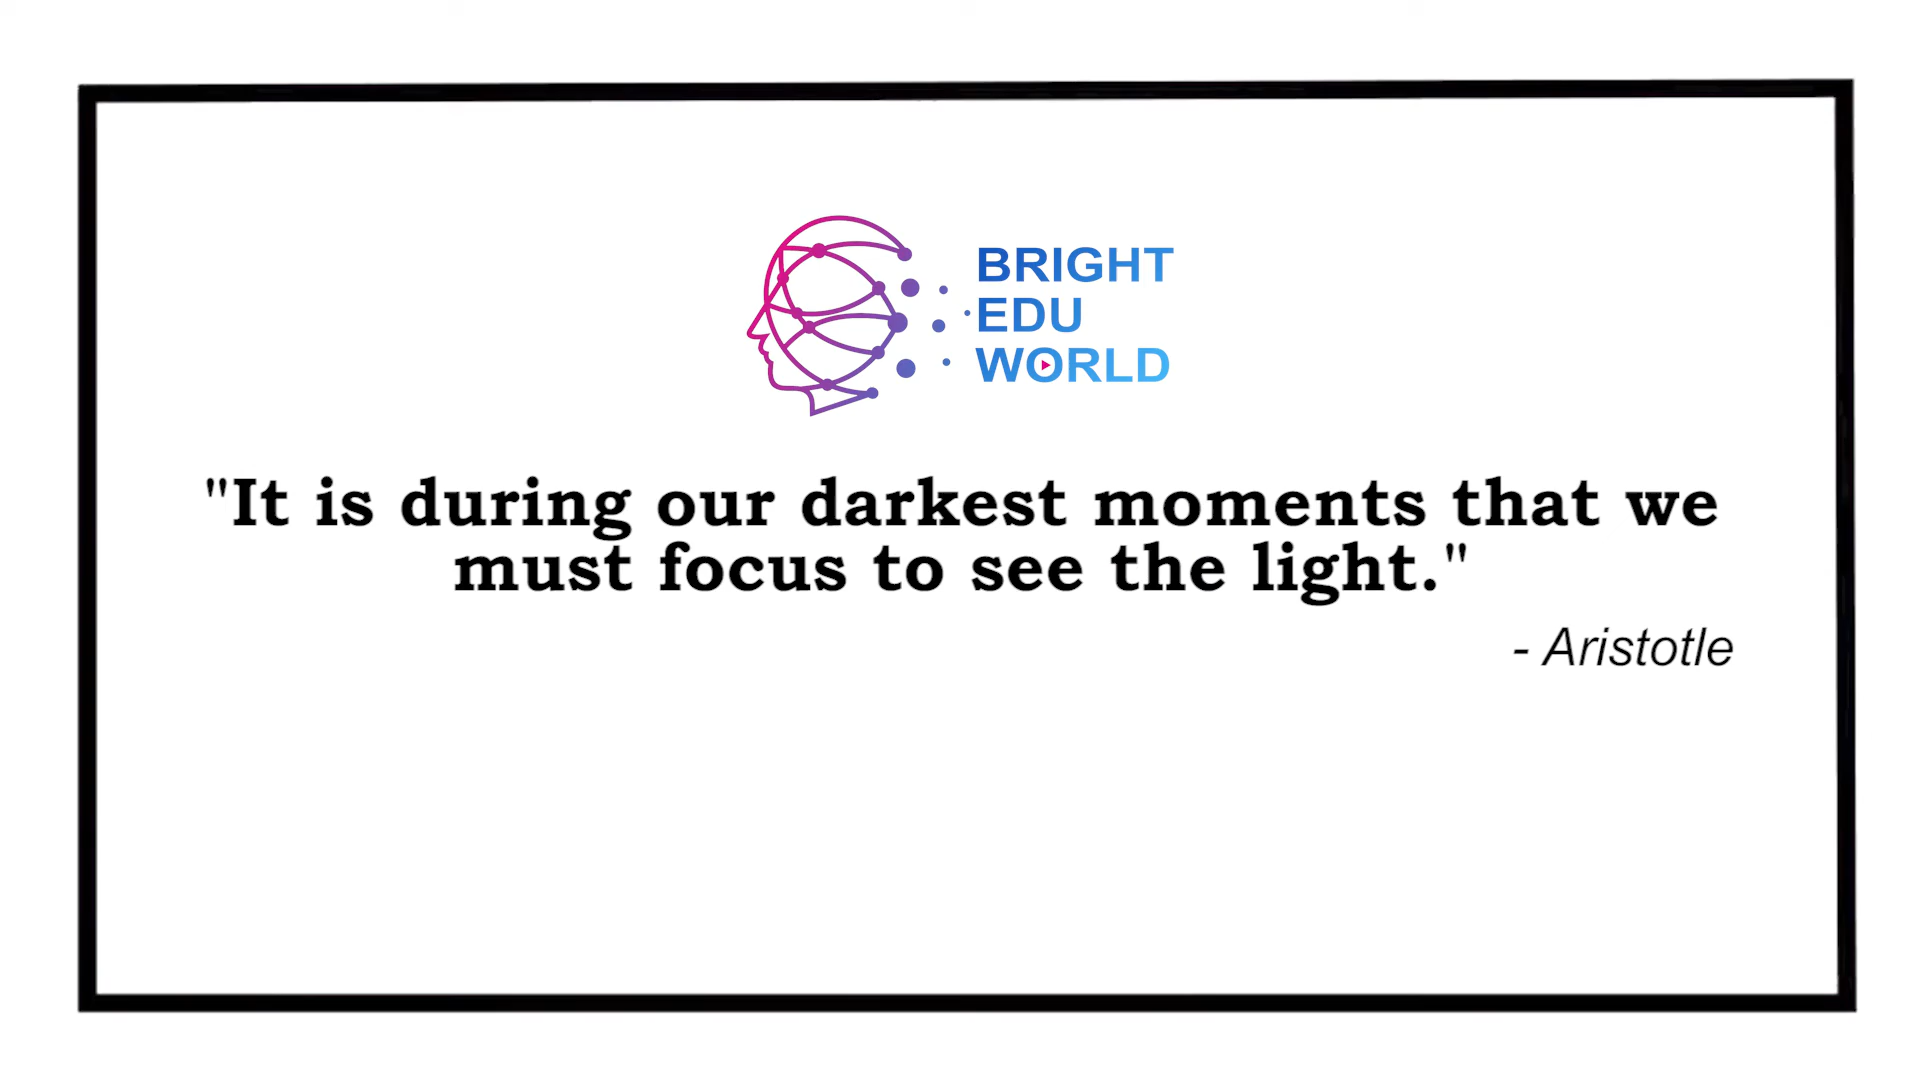 BRIGHT
EDU
WORLD
"It is during our darkest moments that we
must focus to see the light."
- Aristotle